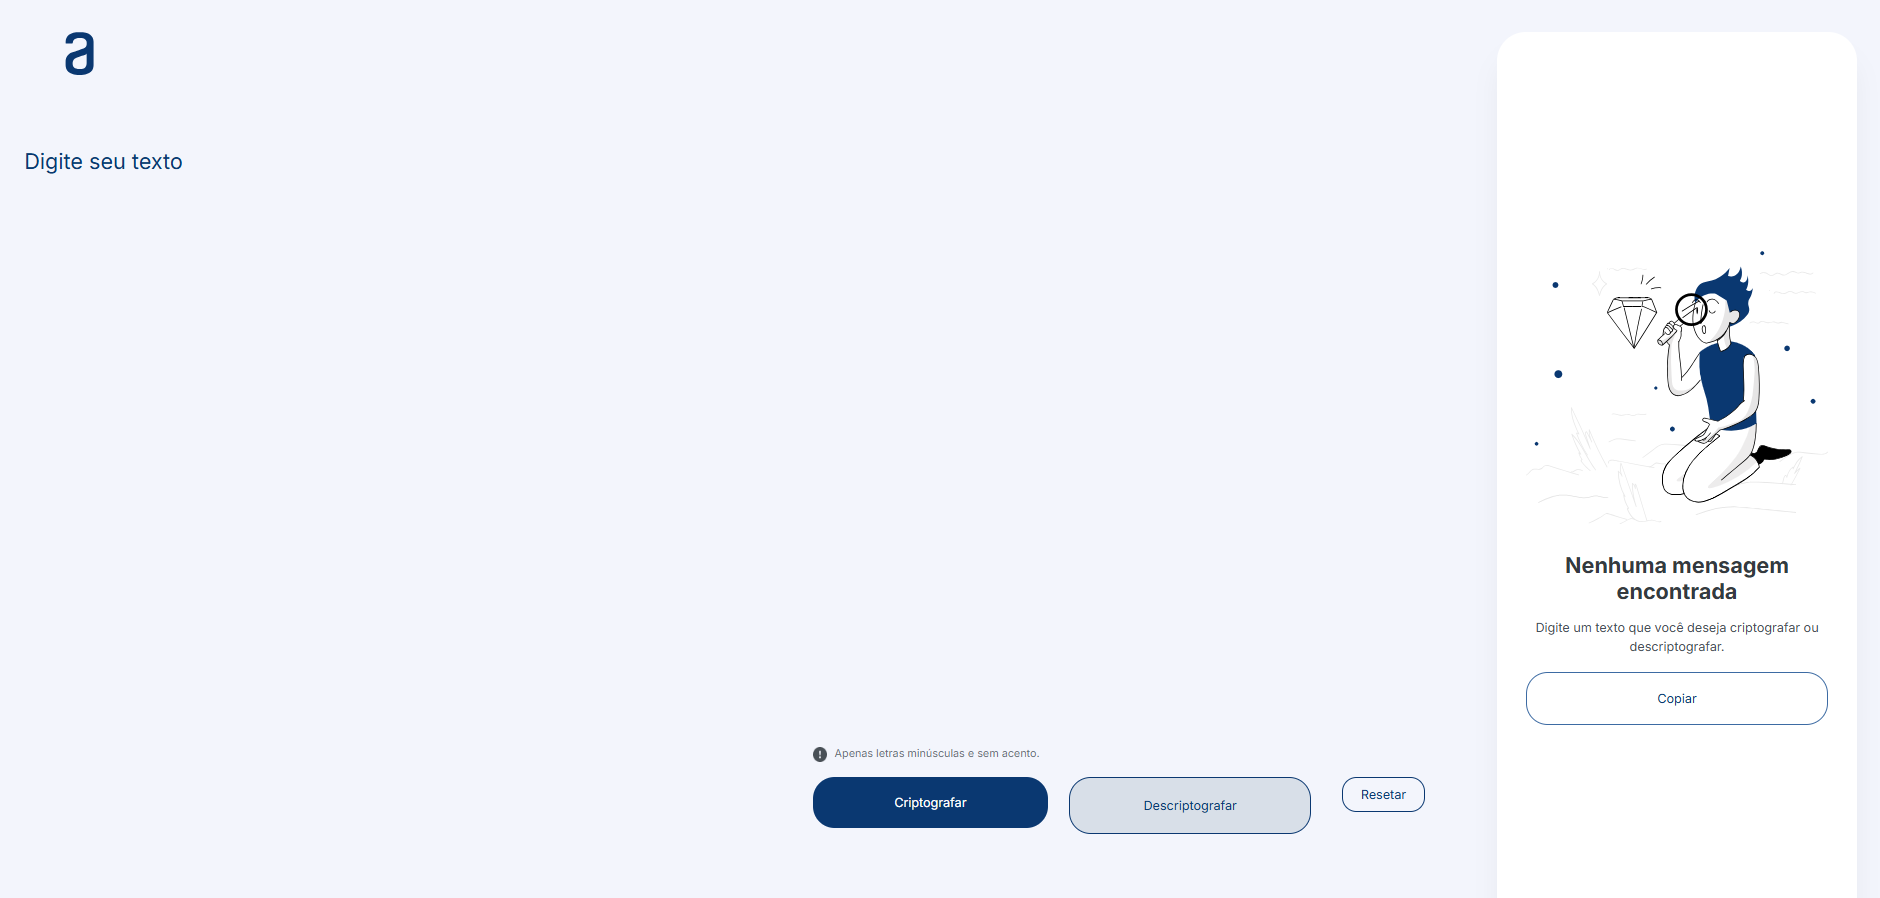 a
Digite seu texto
Nenhuma mensagem
encontrada
Digite um texto que você deseja criptografar ou
descriptografar.
Copiar
Apenas letras minúsculas e sem acento.
Criptografar
Descriptografar
Resetar